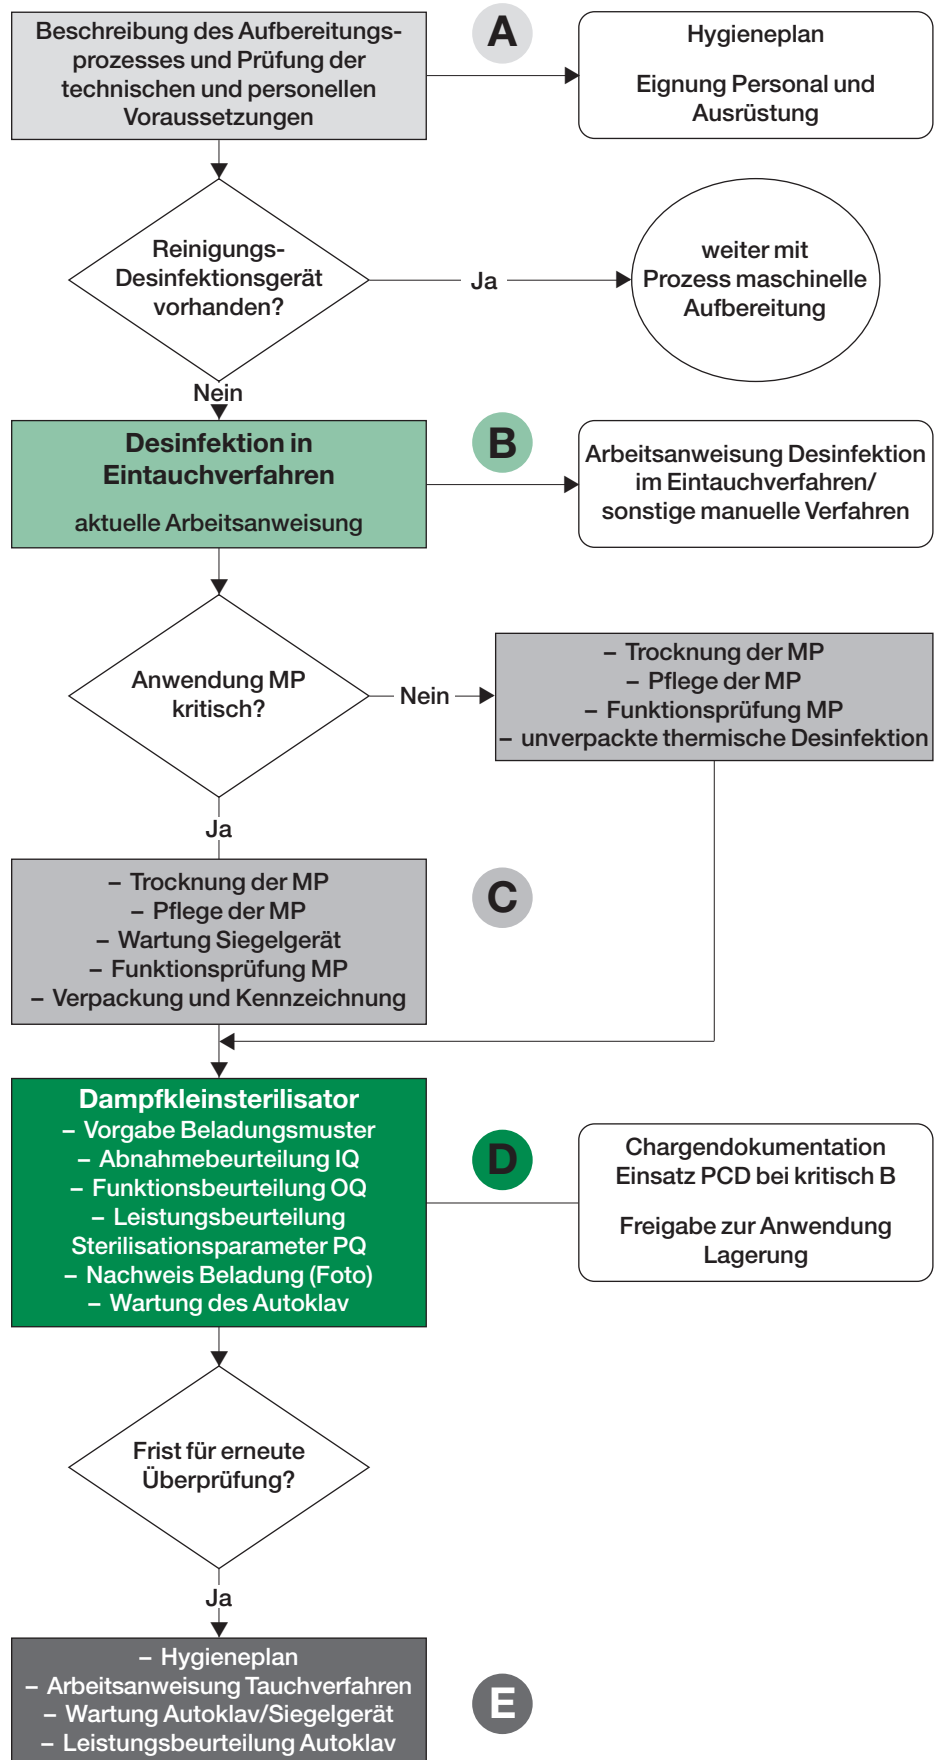 Beschreibung des Aufbereitungs-
prozesses und Prüfung der
technischen und personellen
Voraussetzungen
A
Hygieneplan
Eignung Personal und
Ausrüstung
Reinigungs-
Desinfektionsgerät
vorhanden?
Ja
weiter mit
Prozess maschinelle
Aufbereitung
Nein
Desinfektion in
Eintauchverfahren
aktuelle Arbeitsanweisung
B
Arbeitsanweisung Desinfektion
im Eintauchverfahren/
sonstige manuelle Verfahren
Anwendung MP
kritisch?
Nein
– Trocknung der MP
– Pflege der MP
– Funktionsprüfung MP
– unverpackte thermische Desinfektion
Ja
– Trocknung der MP
– Pflege der MP
– Wartung Siegelgerät
– Funktionsprüfung MP
– Verpackung und Kennzeichnung
C
Dampfkleinsterilisator
– Vorgabe Beladungsmuster
– Abnahmebeurteilung IQ
– Funktionsbeurteilung OQ
– Leistungsbeurteilung
Sterilisationsparameter PQ
– Nachweis Beladung (Foto)
– Wartung des Autoklav
D
Chargendokumentation
Einsatz PCD bei kritisch B
Freigabe zur Anwendung
Lagerung
Frist für erneute
Überprüfung?
Ja
– Hygieneplan
– Arbeitsanweisung Tauchverfahren
– Wartung Autoklav/Siegelgerät
– Leistungsbeurteilung Autoklav
E